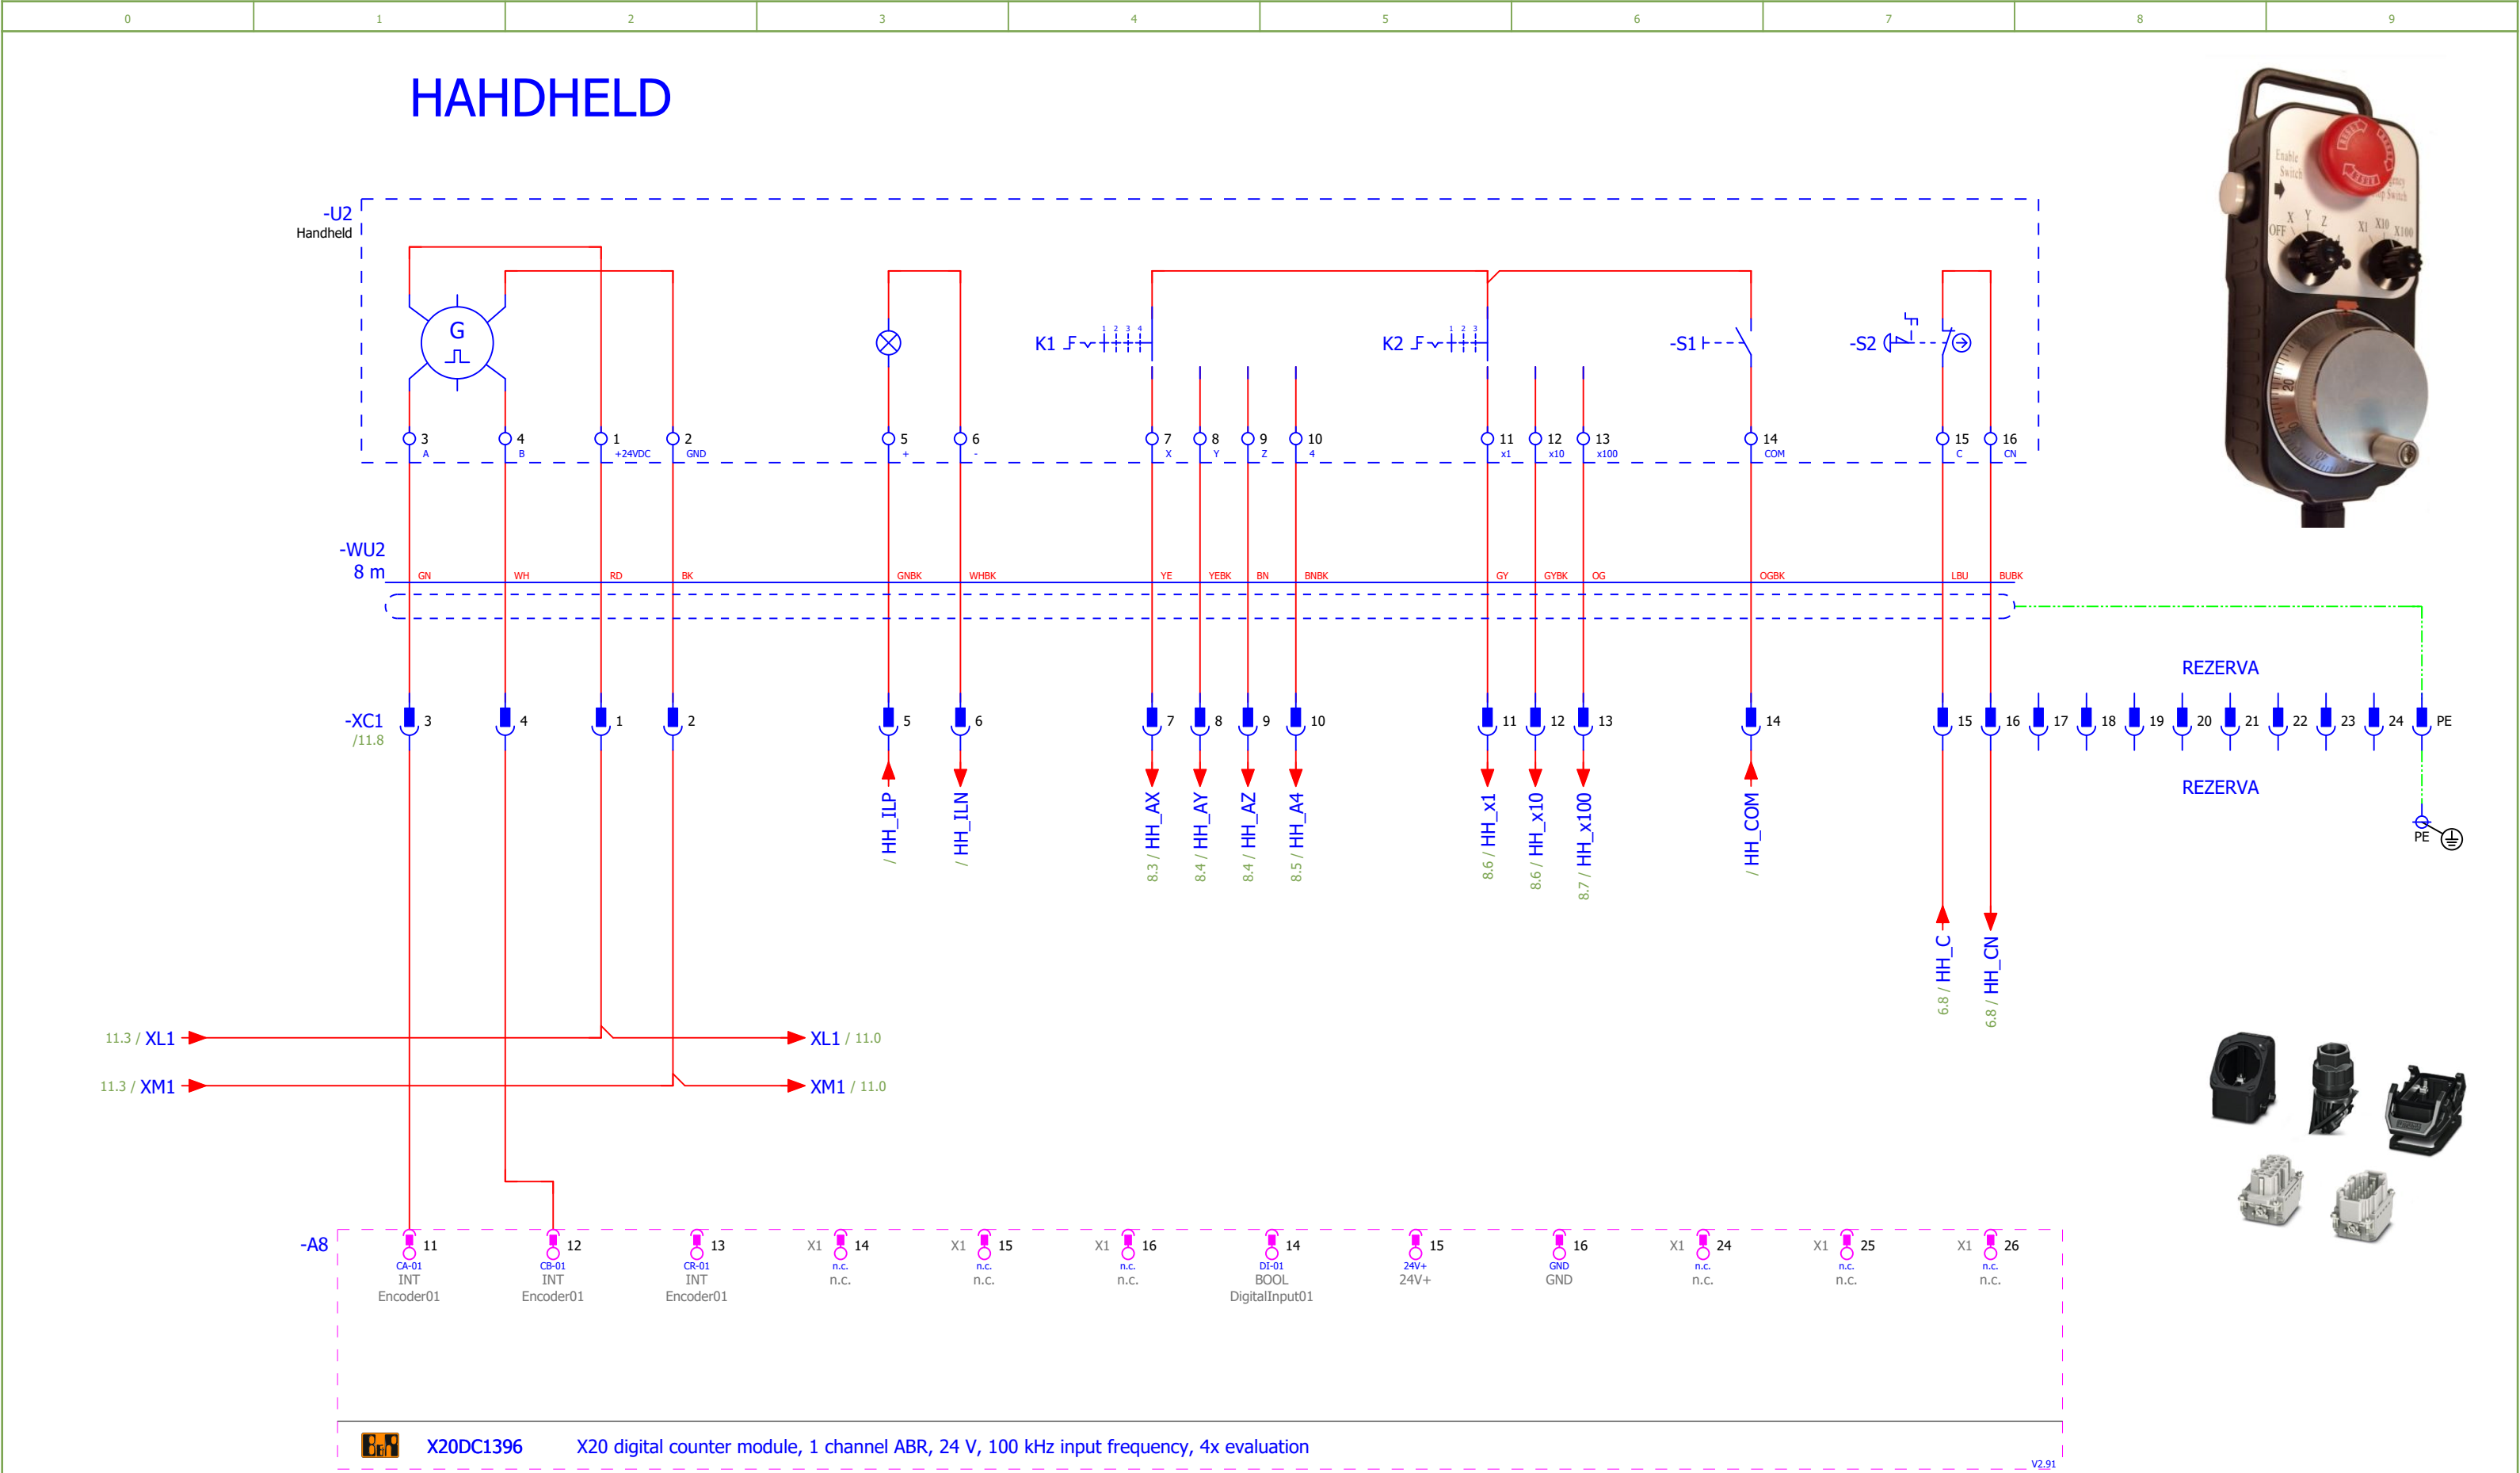 0 1 2 3 4 5 6 7 8 9
HAHDHELD
-U2
Handheld
G
K1 1 2 3 4
K2 1 2 3
-S1
-S2
3 4 1 2 5 6 7 8 9 10 11 12 13 14 15 16
A B +24VDC GND + - X Y Z 4 x1 x10 x100 COM C CN
Enable
Switch
Switch
OFF X Y Z 4
X1 X10 X100
20
-WU2
8 m
GN WH RD BK GNBK WHBK YE YEBK BN BNBK GY GYBK OG OGBK LBU BUBK
REZERVA
-XC1
/11.8
3 4 1 2 5 6 7 8 9 10 11 12 13 14 15 16 17 18 19 20 21 22 23 24 PE
REZERVA
/ HH_ILP
/ HH_ILN
8.3 / HH_AX
8.4 / HH_AY
8.4 / HH_AZ
8.5 / HH_A4
8.6 / HH_x1
8.6 / HH_x10
8.7 / HH_x100
/ HH_COM
PE
6.8 / HH_C
6.8 / HH_CN
11.3 / XL1 XL1 / 11.0
11.3 / XM1 XM1 / 11.0
-A8
11 12 13 X1 14 X1 15 X1 16 14 15 16 X1 24 X1 25 X1 26
CA-01 CB-01 CR-01 n.c. n.c. n.c. DI-01 24V+ GND n.c. n.c. n.c.
INT INT INT n.c. n.c. n.c. BOOL 24V+ GND n.c. n.c. n.c.
Encoder01 Encoder01 Encoder01 DigitalInput01
B&R X20DC1396 X20 digital counter module, 1 channel ABR, 24 V, 100 kHz input frequency, 4x evaluation
V2.91